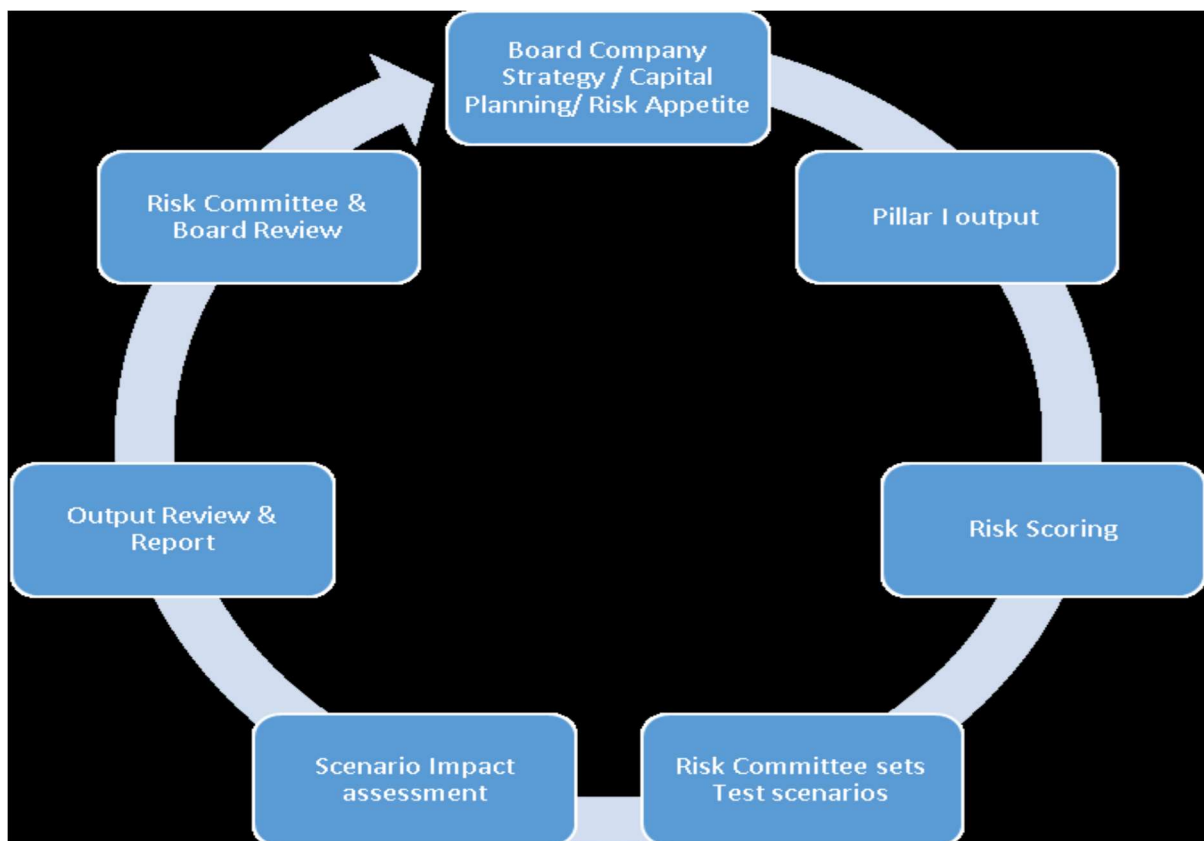 Board Company
Strategy / Capital
Planning/ Risk Appetite
Pillar I output
Risk Scoring
Risk Committee sets
Test scenarios
Scenario Impact
assessment
Output Review &
Report
Risk Committee &
Board Review